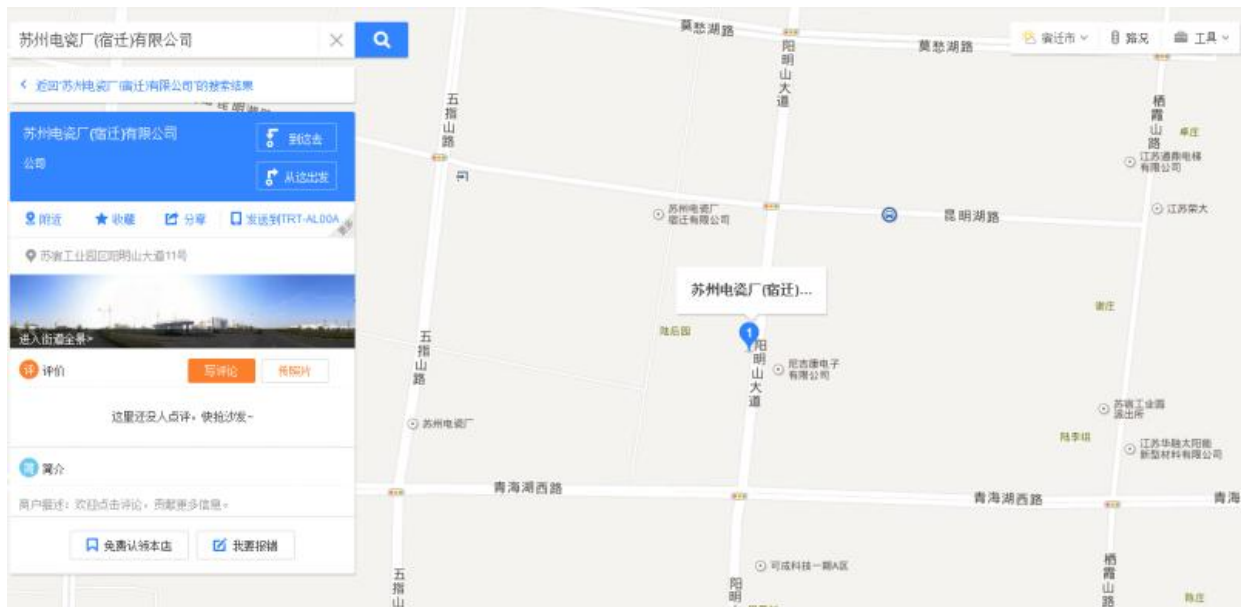 苏州电瓷厂(宿迁)有限公司
返回"苏州电瓷厂(宿迁)有限公司"的搜索结果
苏州电瓷厂(宿迁)有限公司
公司
到这去
从这出发
附近
收藏
分享
发送到TRT-AL00A
苏宿工业园区阳明山大道11号
进入街道全景>
评
评价
写评论
传照片
这里还没人点评，快抢沙发~
简
简介
商户描述：欢迎点击评论，贡献更多信息。
免费认领本店
我要报错
宿迁市
路况
工具
莫愁湖路
莫愁湖路
阳明山大道
五指山路
栖霞山路
卓庄
江苏通鼎电梯
有限公司
苏州电瓷厂
宿迁有限公司
昆明湖路
江苏荣大
苏州电瓷厂(宿迁)...
谢庄
陆后园
1
阳明山大道
尼吉康电子
有限公司
五指山路
苏州电瓷厂
苏宿工业园
派出所
江苏华融太阳能
新型材料有限公司
青海湖西路
青海湖西路
青海
可成科技一期A区
五指山
阳明
栖霞山路
陈庄